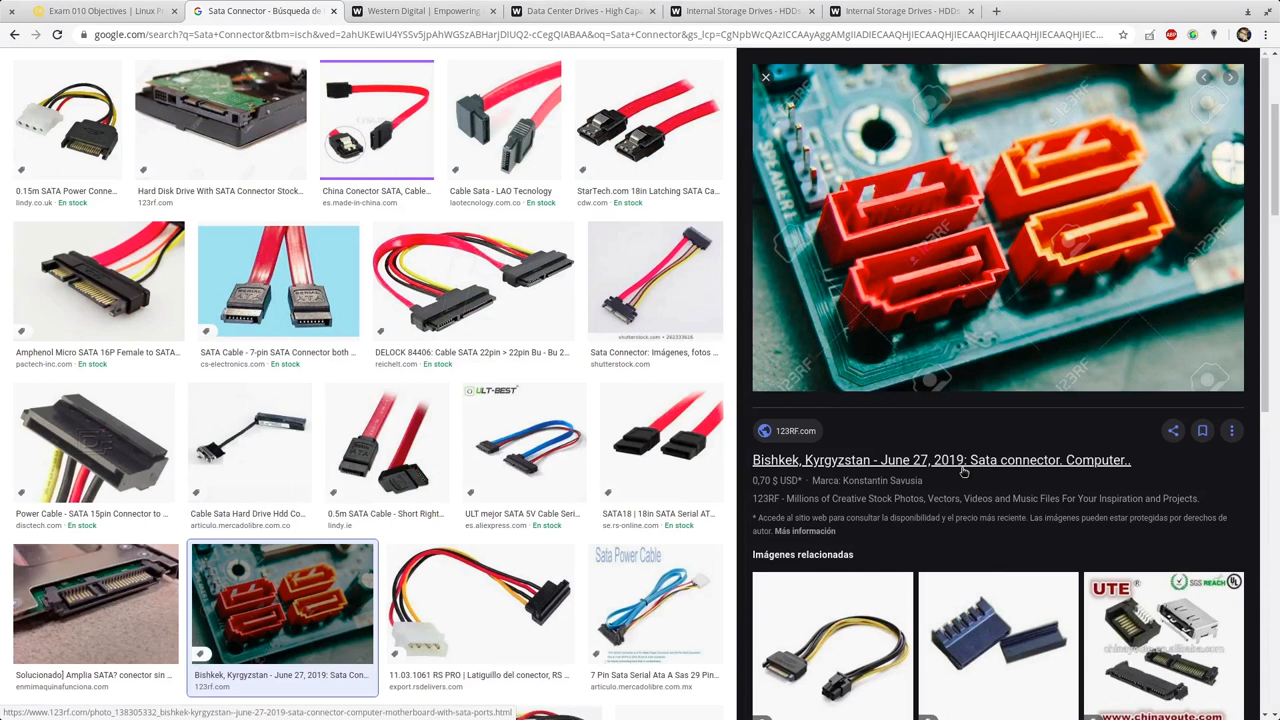 Exam 010 Objectives | Linux Pr
Sata Connector - Búsqueda de
Western Digital | Empowering
Data Center Drives - High Cap
Internal Storage Drives - HDDs
Internal Storage Drives - HDDs
google.com/search?q=Sata+Connector&tbm=isch&ved=2ahUKEwiU4YSSv5jpAhWGSzABHarjDIUQ2-cCegQIABAA&oq=Sata+Connector&gs_lcp=CgNpbWcQAzICCAAyAggAMgIIADIECAAQHjIECAAQHjIECAAQHjIECAAQHjIECAAQHjIECAAQHjIECAAQHjIEC...
ABP
0.15m SATA Power Conne...
lindy.co.uk · En stock
Hard Disk Drive With SATA Connector Stock...
123rf.com
China Conector SATA, Cable...
es.made-in-china.com
Cable Sata - LAO Tecnology
laotecnology.com.co · En stock
StarTech.com 18in Latching SATA Ca...
cdw.com · En stock
shutterstock.com • 262333626
Amphenol Micro SATA 16P Female to SATA...
pactech-inc.com · En stock
SATA Cable - 7-pin SATA Connector both ...
cs-electronics.com · En stock
DELOCK 84406: Cable SATA 22pin > 22pin Bu - Bu 2...
reichelt.com · En stock
Sata Connector: Imágenes, fotos ...
shutterstock.com
ULT-BEST
Power Cable - SATA 15pin Connector to ...
disctech.com · En stock
Cable Sata Hard Drive Hdd Co...
articulo.mercadolibre.com.co
0.5m SATA Cable - Short Right...
lindy.ie
ULT mejor SATA 5V Cable Seri...
es.aliexpress.com · En stock
SATA18 | 18in SATA Serial AT...
se.rs-online.com · En stock
Sata Power Cable
Solucionado] Amplia SATA? conector sin ...
enmimaquinafunciona.com
Bishkek, Kyrgyzstan - June 27, 2019: Sata Con...
123rf.com
11.03.1061 RS PRO | Latiguillo del conector, RS ...
export.rsdelivers.com
7 Pin Sata Serial Ata A Sas 29 Pin...
articulo.mercadolibre.com.mx
https://www.123rf.com/photo_138305332_bishkek-kyrgyzstan--june-27-2019-sata-connector-computer-motherboard-with-sata-ports.html
SPEAKER1
123RF
123RF.com
Bishkek, Kyrgyzstan - June 27, 2019: Sata connector. Computer..
0,70 $ USD* · Marca: Konstantin Savusia
123RF - Millions of Creative Stock Photos, Vectors, Videos and Music Files For Your Inspiration and Projects.
* Accede al sitio web para consultar la disponibilidad y el precio más reciente. Las imágenes pueden estar protegidas por derechos de
autor. Más información
Imágenes relacionadas
UTE
SGS REACH UL
www.chinayoute.com